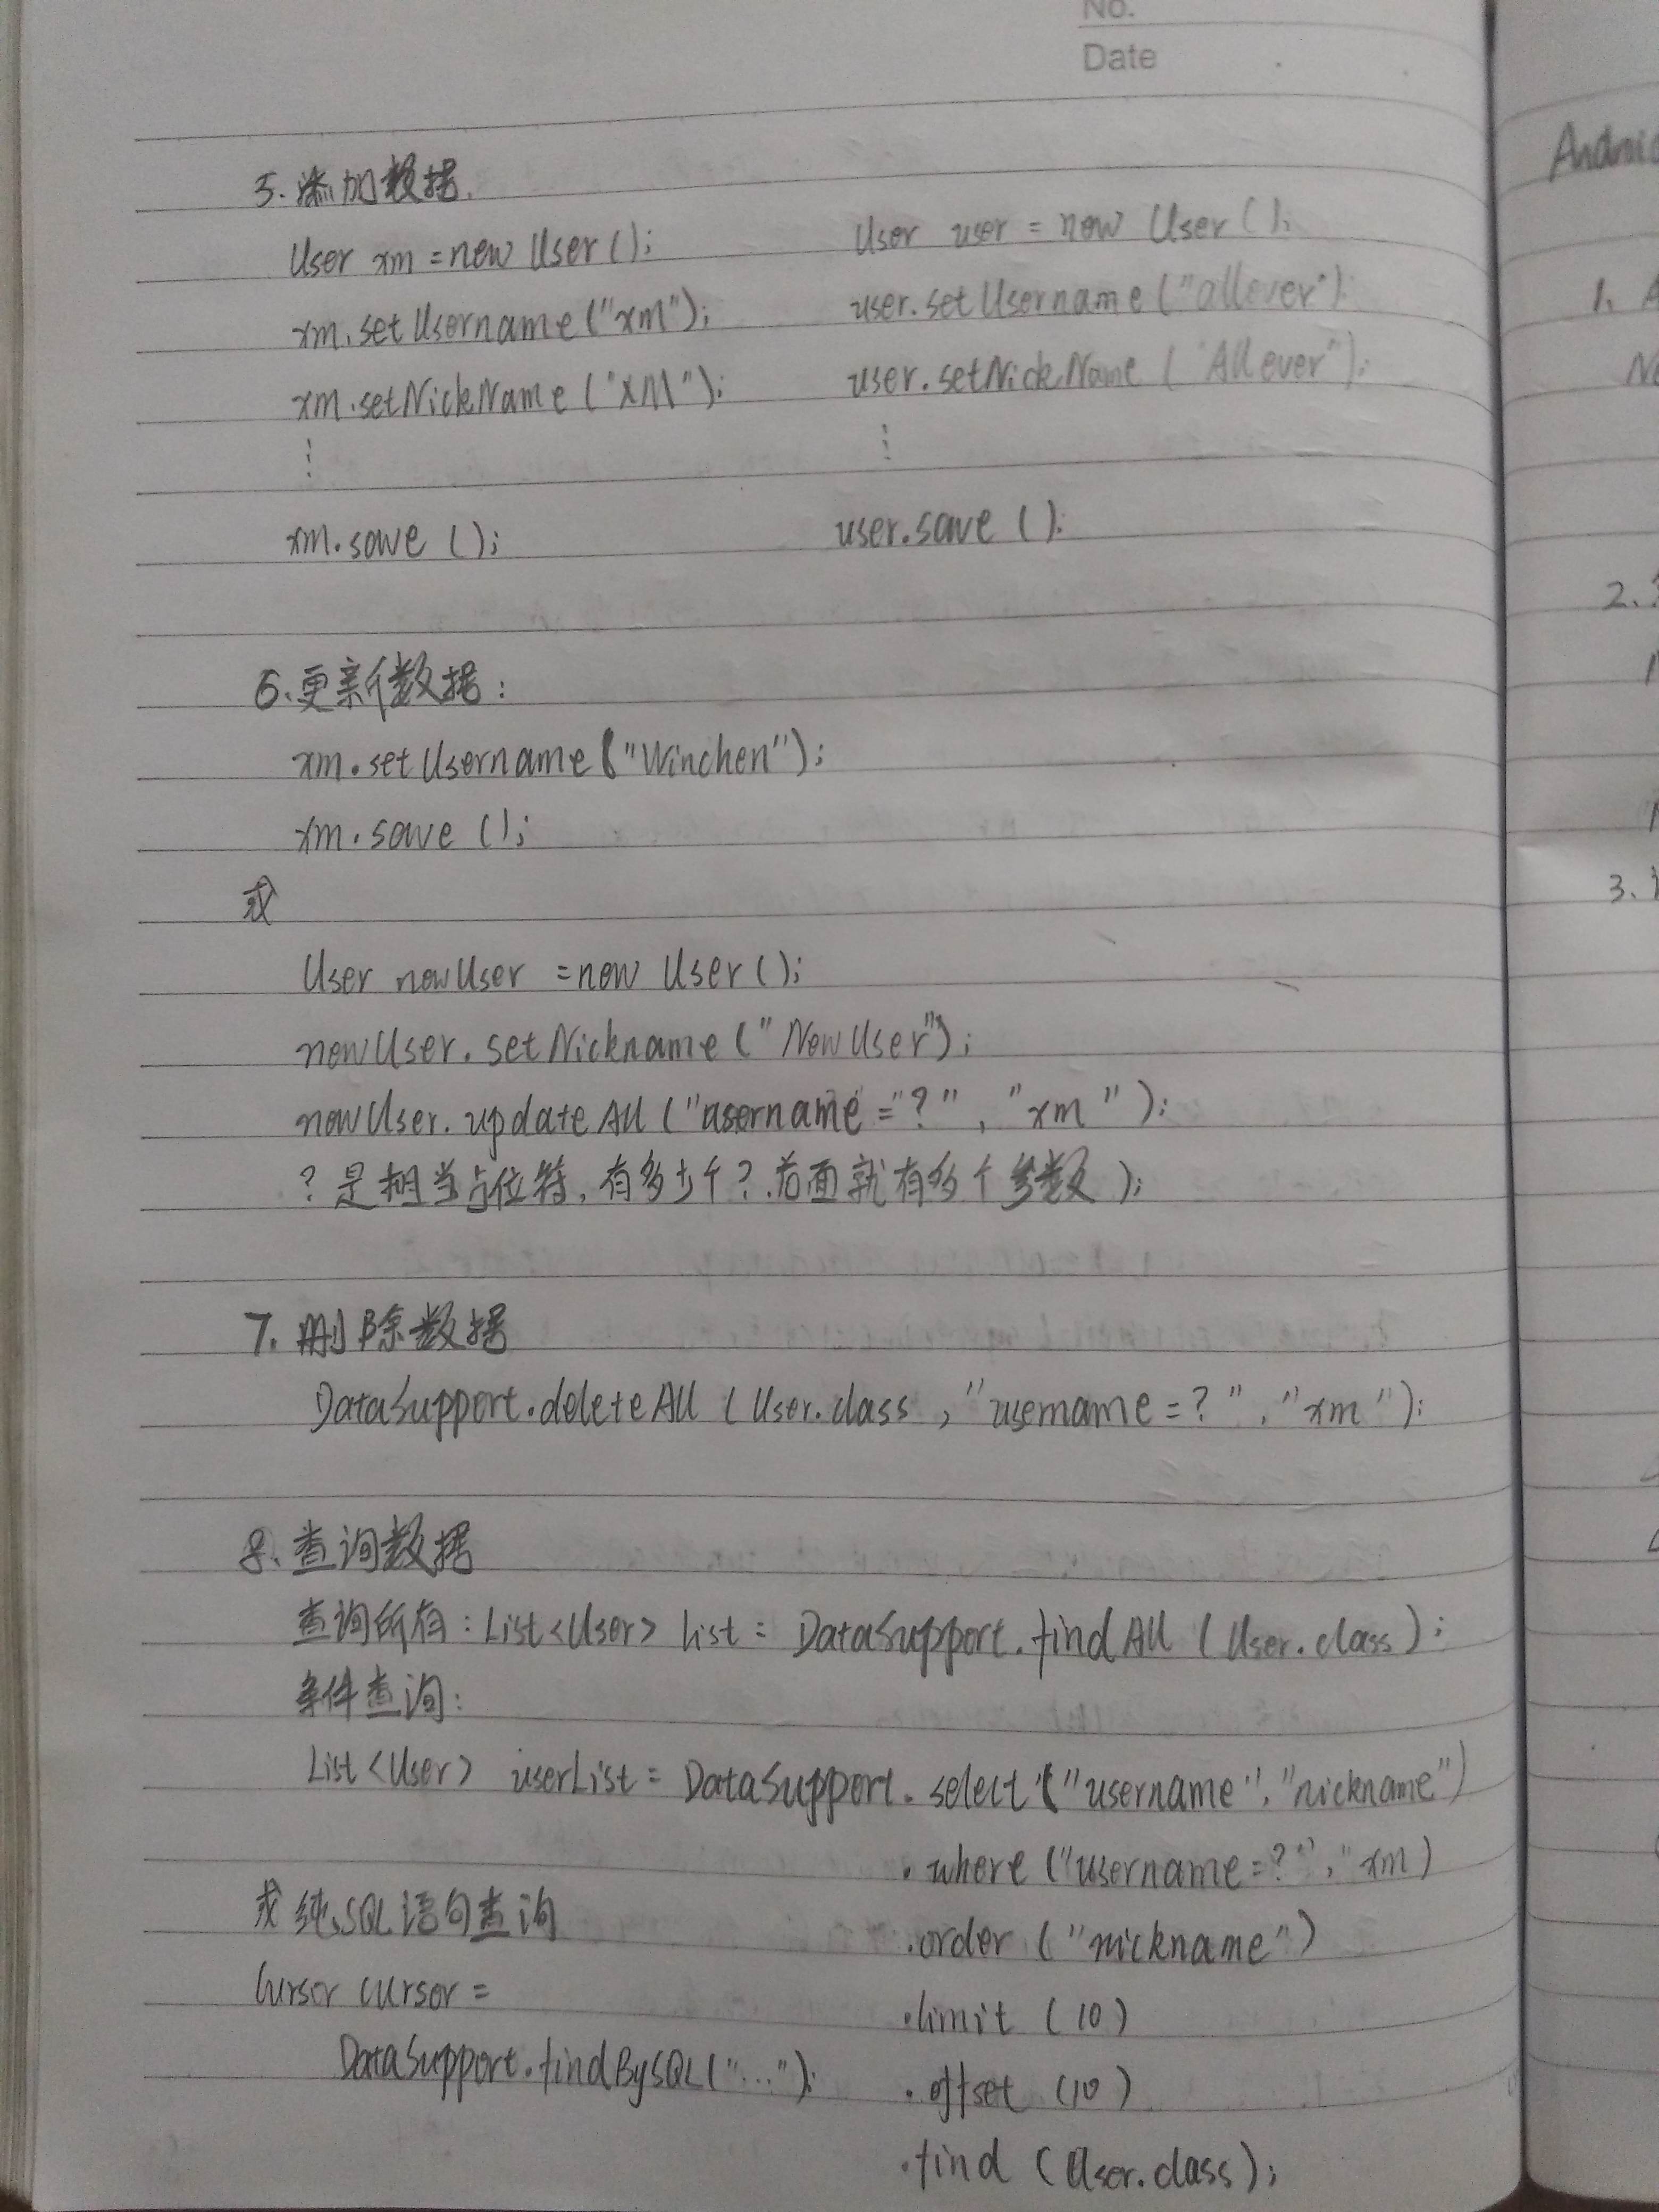 No.
Date
5. 添加数据.
User xm = new User ();
xm.setUsername ("xm");
xm.setNickName ("XM");
⋮
xm.save ();
User user = new User ();
user.setUsername ("allever");
user.setNickName ("Allever");
⋮
user.save ();
6、更新数据：
xm.setUsername ("Winchen");
xm.save ();
或
User newUser = new User ();
newUser.setNickname ("NewUser");
newUser.updateAll ("username = "?", "xm");
？是相当占位符，有多少个？后面就有多个参数）；
7. 删除数据
DataSupport.deleteAll (User.class, "username=?", "xm");
8、查询数据
查询所有：List<User> list = DataSupport.findAll (User.class);
条件查询：
List<User> userList = DataSupport.select ("username", "nickname")
.where ("username=?", "xm)
.order ("nickname")
.limit (10)
.offset (10)
.find (User.class);
或 纯SQL语句查询
Cursor cursor =
DataSupport.findBySQL("...");
1.
2.
3.